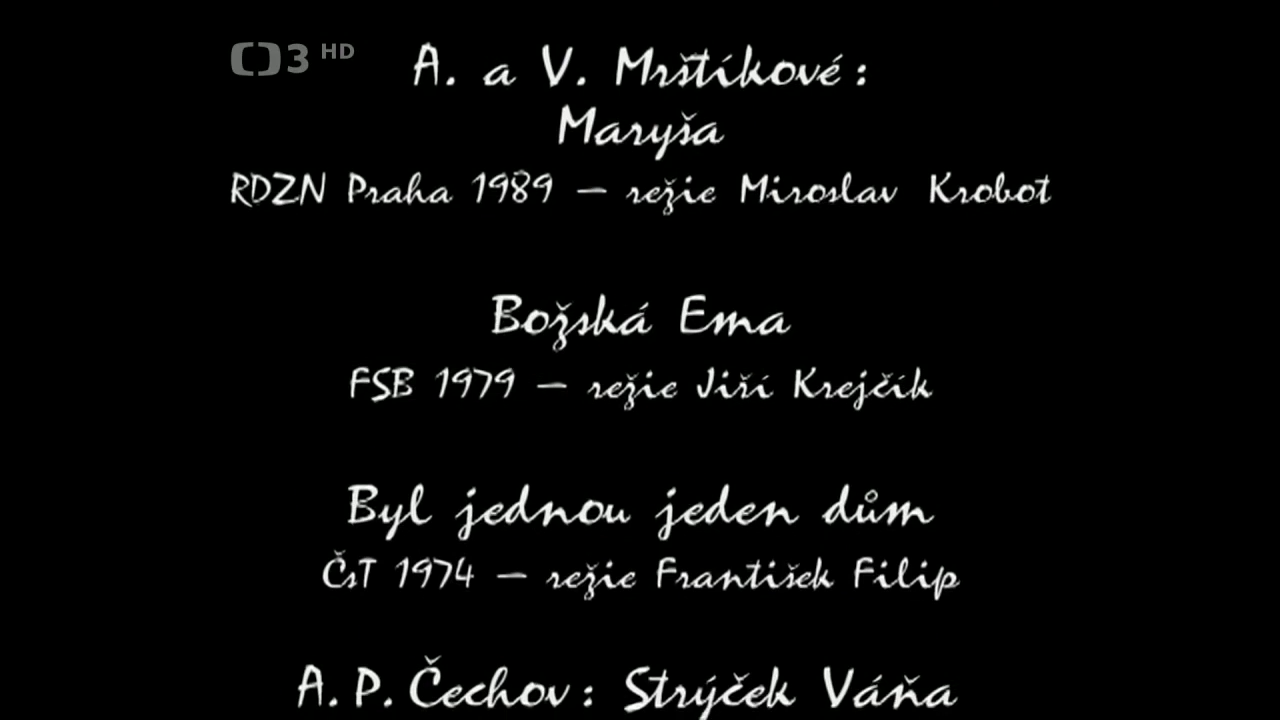 3 HD
A. a V. Mrštíkové:
Maryša
RDZN Praha 1989 – režie Miroslav Krobot
Božská Ema
FSB 1979 – režie Jiří Krejčík
Byl jednou jeden dům
ČsT 1974 – režie František Filip
A. P. Čechov: Strýček Váňa